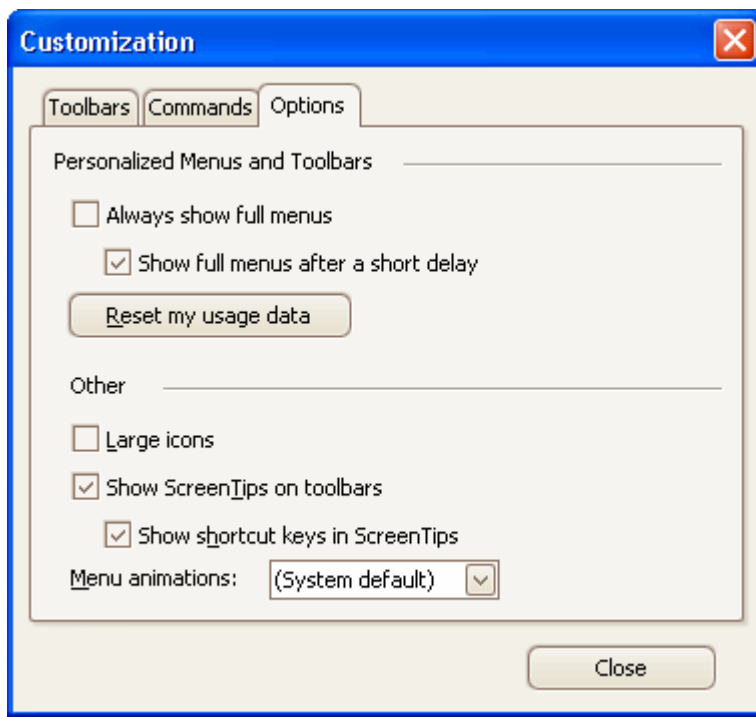 Customization
Toolbars Commands Options
Personalized Menus and Toolbars
Always show full menus
Show full menus after a short delay
Reset my usage data
Other
Large icons
Show ScreenTips on toolbars
Show shortcut keys in ScreenTips
Menu animations: (System default)
Close